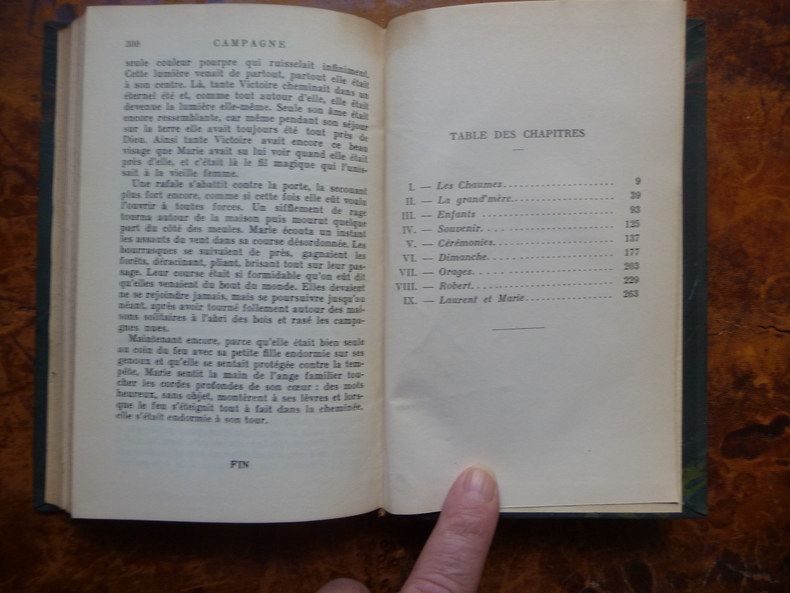 300 CAMPAGNE
seule couleur pourpre qui ruisselait infiniment.
Cette lumière venait de partout, partout elle était
à son centre. Là, tante Victoire cheminait dans un
éternel été et, comme tout autour d'elle, elle était
devenue la lumière elle-même. Seule son âme était
encore ressemblante, car même pendant son séjour
sur la terre elle avait toujours été tout près de
Dieu. Ainsi tante Victoire avait encore ce beau
visage que Marie avait su lui voir quand elle était
près d'elle, et c'était là le fil magique qui l'unis-
sait à la vieille femme.
Une rafale s'abattit contre la porte, la secouant
plus fort encore, comme si cette fois elle eût voulu
l'ouvrir à toutes forces. Un sifflement de rage
tourna autour de la maison puis mourut quelque
part du côté des meules. Marie écouta un instant
les assauts du vent dans sa course désordonnée. Les
bourrasques se suivaient de près, gagnaient les
forêts, déracinant, pliant, brisant tout sur leur pas-
sage. Leur course était si formidable qu'on eût dit
qu'elles venaient du bout du monde. Elles devaient
ne se rejoindre jamais, mais se poursuivre jusqu'au
néant, après avoir tourné follement autour des mai-
sons solitaires à l'abri des bois et rasé les campa-
gnes nues.
Maintenant encore, parce qu'elle était bien seule
au coin du feu avec sa petite fille endormie sur ses
genoux et qu'elle se sentait protégée contre la tem-
pête, Marie sentit la main de l'ange familier tou-
cher les cordes profondes de son cœur : des mots
heureux, sans objet, montèrent à ses lèvres et lors-
que le feu s'éteignit tout à fait dans la cheminée,
elle s'était endormie à son tour.
FIN
TABLE DES CHAPITRES
I. — Les Chaumes 9
II. — La grand'mère 39
III. — Enfants 93
IV. — Souvenir 125
V. — Cérémonies 137
VI. — Dimanche 177
VII. — Orages 203
VIII. — Robert 229
IX. — Laurent et Marie 263